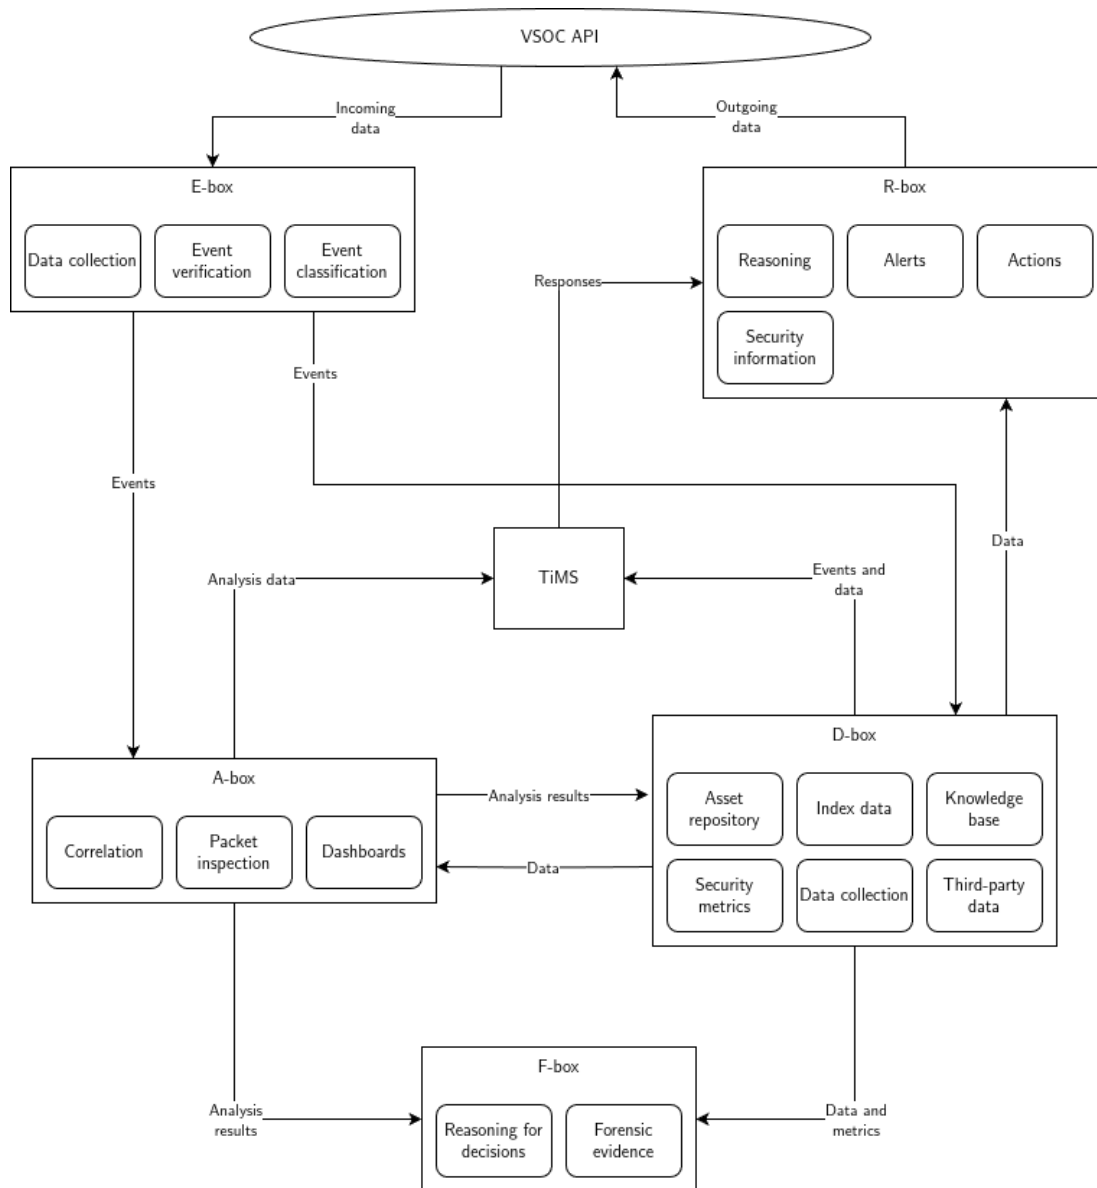 VSOC API
Incoming
data
Outgoing
data
E-box
Data collection
Event
verification
Event
classification
R-box
Reasoning
Alerts
Actions
Security
information
Responses
Events
Events
Data
TiMS
Analysis data
Events and
data
A-box
Correlation
Packet
inspection
Dashboards
Analysis results
Data
D-box
Asset
repository
Index data
Knowledge
base
Security
metrics
Data collection
Third-party
data
F-box
Reasoning for
decisions
Forensic
evidence
Analysis
results
Data and
metrics